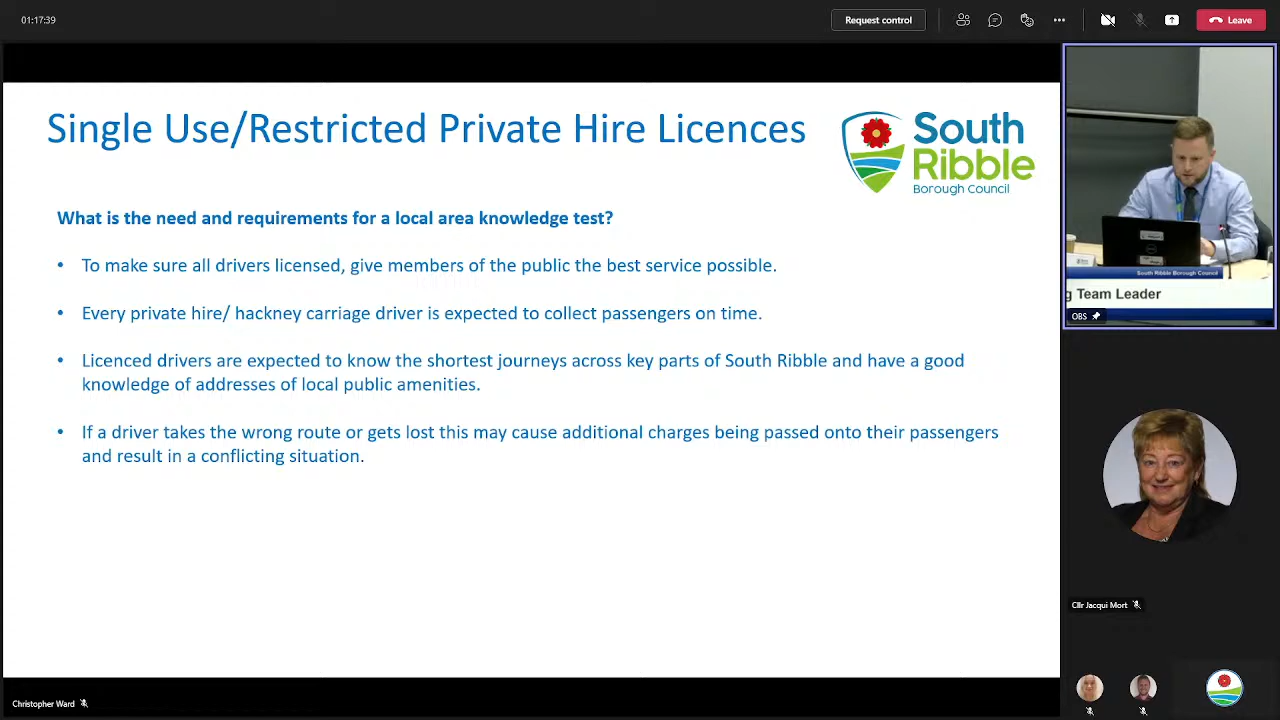 01:17:39
Request control
Leave
Single Use/Restricted Private Hire Licences
South
Ribble
Borough Council
What is the need and requirements for a local area knowledge test?
• To make sure all drivers licensed, give members of the public the best service possible.
• Every private hire/ hackney carriage driver is expected to collect passengers on time.
• Licenced drivers are expected to know the shortest journeys across key parts of South Ribble and have a good
knowledge of addresses of local public amenities.
• If a driver takes the wrong route or gets lost this may cause additional charges being passed onto their passengers
and result in a conflicting situation.
South Ribble Borough Council
g Team Leader
OBS
Cllr Jacqui Mort
Christopher Ward